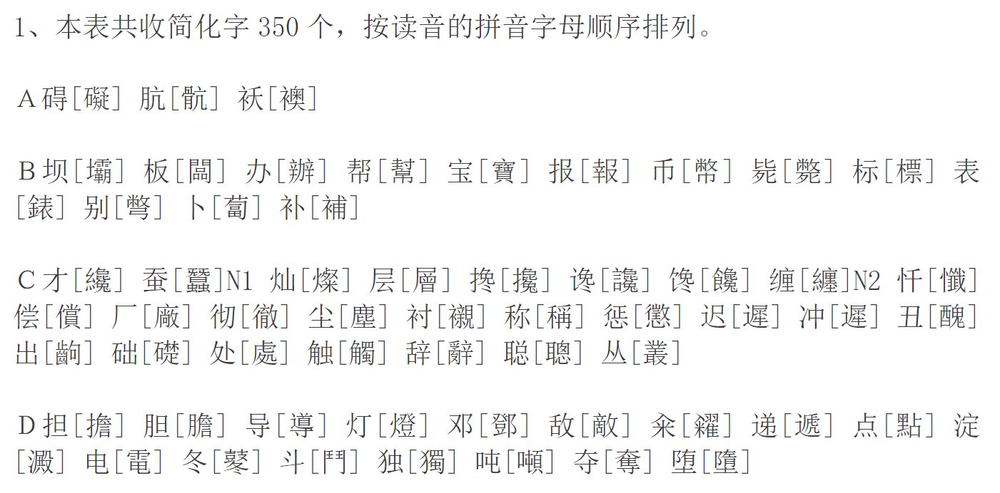 1、本表共收简化字 350 个，按读音的拼音字母顺序排列。
A 碍[礙] 肮[骯] 袄[襖]
B 坝[壩] 板[闆] 办[辦] 帮[幫] 宝[寶] 报[報] 币[幣] 毙[斃] 标[標] 表
[錶] 别[彆] 卜[蔔] 补[補]
C 才[纔] 蚕[蠶]N1 灿[燦] 层[層] 搀[攙] 谗[讒] 馋[饞] 缠[纏]N2 忏[懺]
偿[償] 厂[廠] 彻[徹] 尘[塵] 衬[襯] 称[稱] 惩[懲] 迟[遲] 冲[遲] 丑[醜]
出[齣] 础[礎] 处[處] 触[觸] 辞[辭] 聪[聰] 丛[叢]
D 担[擔] 胆[膽] 导[導] 灯[燈] 邓[鄧] 敌[敵] 籴[糴] 递[遞] 点[點] 淀
[澱] 电[電] 冬[鼕] 斗[鬥] 独[獨] 吨[噸] 夺[奪] 堕[墮]